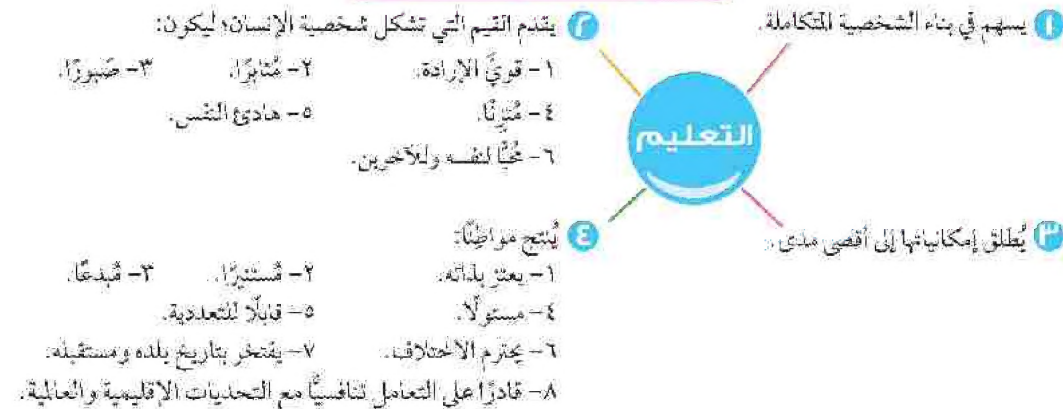 ١ يسهم في بناء الشخصية المتكاملة.
٢ يقدم القيم التي تشكل شخصية الإنسان؛ ليكون:
١- قويَّ الإرادة. ٢- مُثابرًا. ٣- صَبورًا.
٤- مُتزنًا. ٥- هادئ النفس.
٦- مُحبًّا لنفسه وللآخرين.
التعليم
٣ يُطلق إمكانياتها إلى أقصى مدى.
٤ يُنتج مواطِنًا:
١- يعتز بذاته. ٢- مُستنيرًا. ٣- مُبدعًا.
٤- مسئولًا. ٥- قابلًا للتعددية.
٦- يحترم الاختلاف. ٧- يفتخر بتاريخ بلده ومستقبله.
٨- قادرًا على التعامل تنافسيًّا مع التحديات الإقليمية والعالمية.